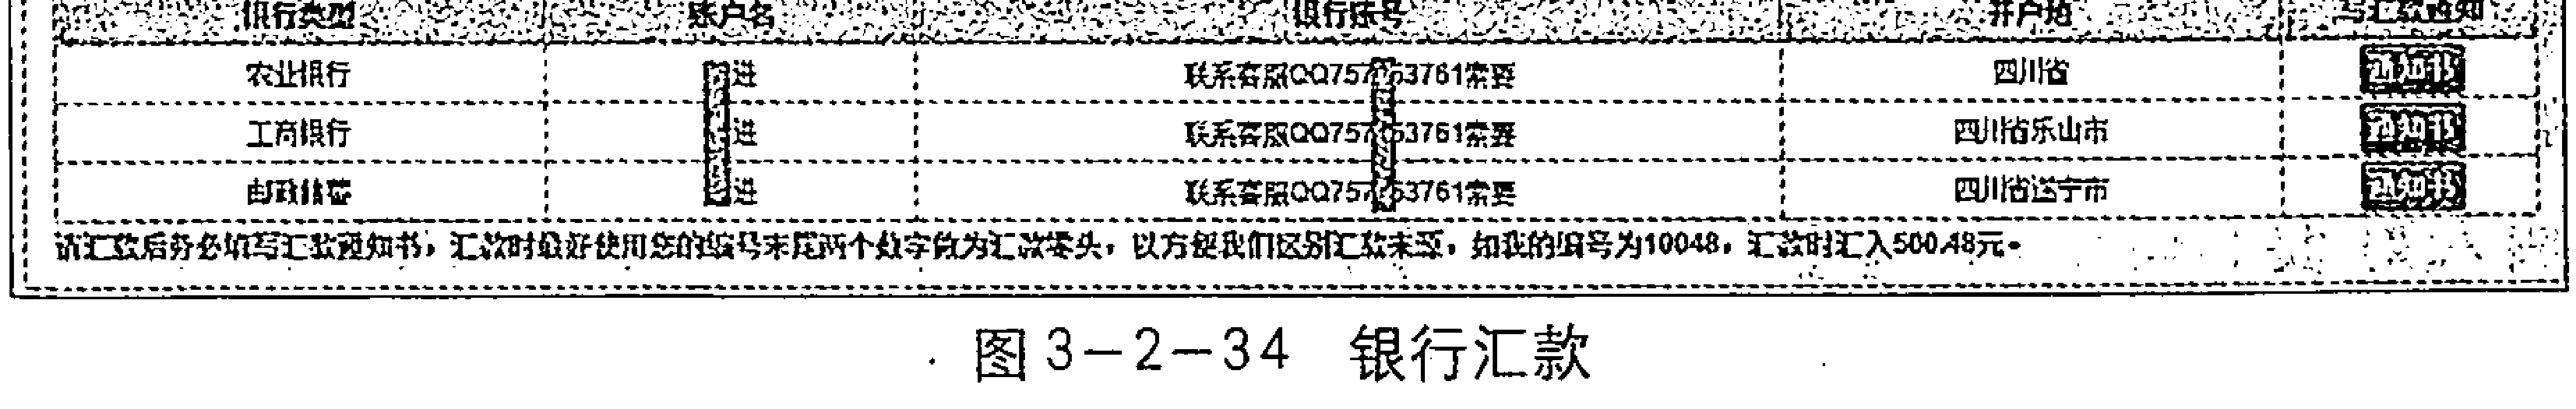 银行类型 账户名 银行账号 开户地 写汇款通知
农业银行 进 联系客服QQ757 53761索要 四川省 通知书
工商银行 进 联系客服QQ757 53761索要 四川省乐山市 通知书
邮政储蓄 进 联系客服QQ757 53761索要 四川省遂宁市 通知书
请汇款后务必填写汇款通知书，汇款时最好使用您的编号末尾两个数字做为汇款零头，以方便我们区别汇款来源，如我的编号为10048，汇款时汇入500.48元。
图3-2-34 银行汇款